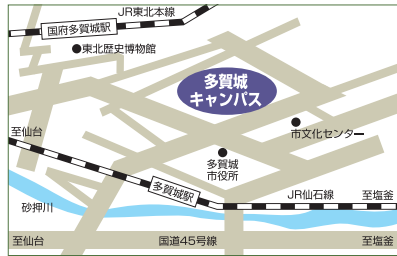 JR東北本線
国府多賀城駅
東北歴史博物館
多賀城
キャンパス
市文化センター
至仙台
多賀城
市役所
多賀城駅
JR仙石線
至塩釜
砂押川
至仙台
国道45号線
至塩釜